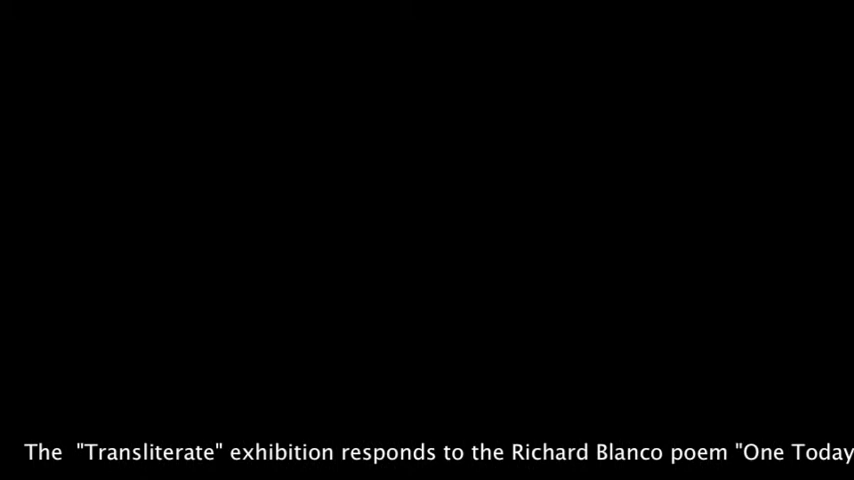 The  "Transliterate" exhibition responds to the Richard Blanco poem "One Today